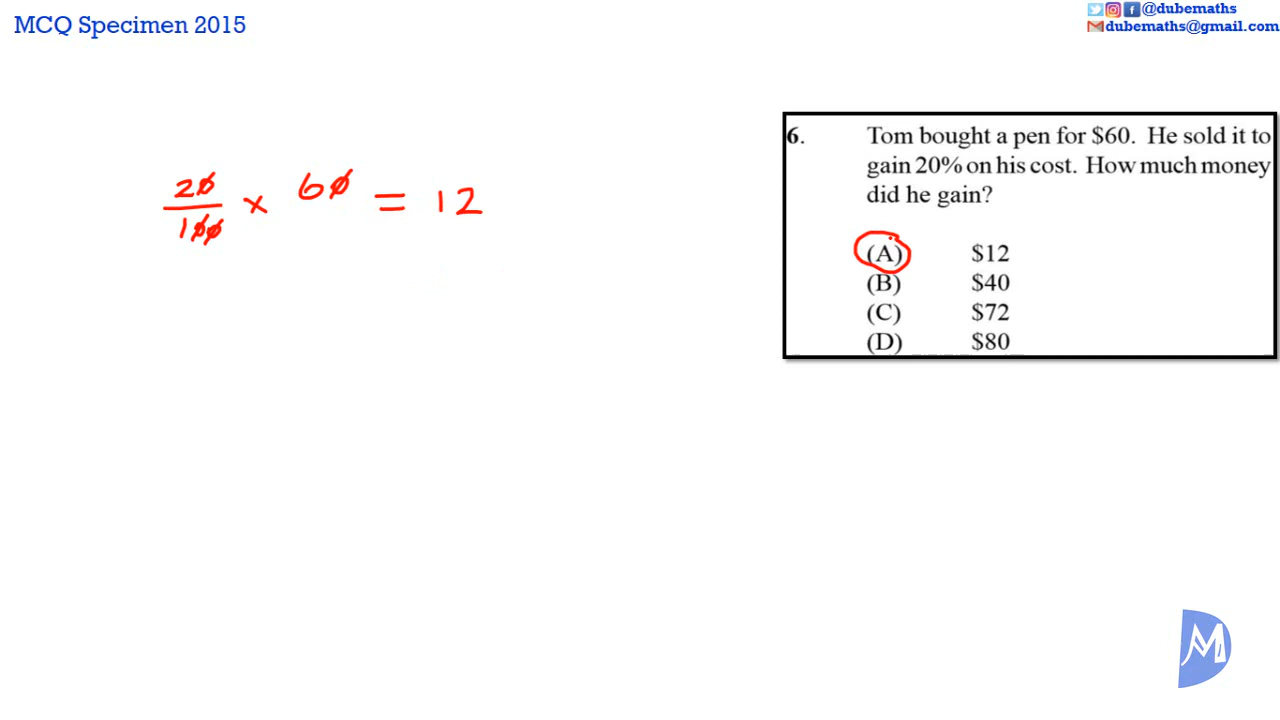 MCQ Specimen 2015
@dubemaths
dubemaths@gmail.com
20/100 × 60 = 12
6. Tom bought a pen for $60. He sold it to
gain 20% on his cost. How much money
did he gain?
(A) $12
(B) $40
(C) $72
(D) $80
M